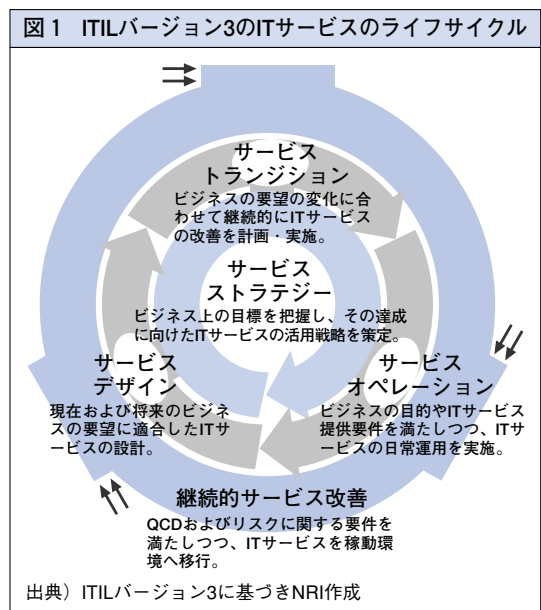 図1 ITILバージョン3のITサービスのライフサイクル
サービス
トランジション
ビジネスの要望の変化に合
わせて継続的にITサービス
の改善を計画・実施。
サービス
ストラテジー
ビジネス上の目標を把握し、その達成
に向けたITサービスの活用戦略を策定。
サービス
デザイン
現在および将来のビジネ
スの要望に適合したITサ
ービスの設計。
サービス
オペレーション
ビジネスの目的やITサービス
提供要件を満たしつつ、ITサ
ービスの日常運用を実施。
継続的サービス改善
QCDおよびリスクに関する要件を
満たしつつ、ITサービスを稼動環
境へ移行。
出典）ITILバージョン3に基づきNRI作成